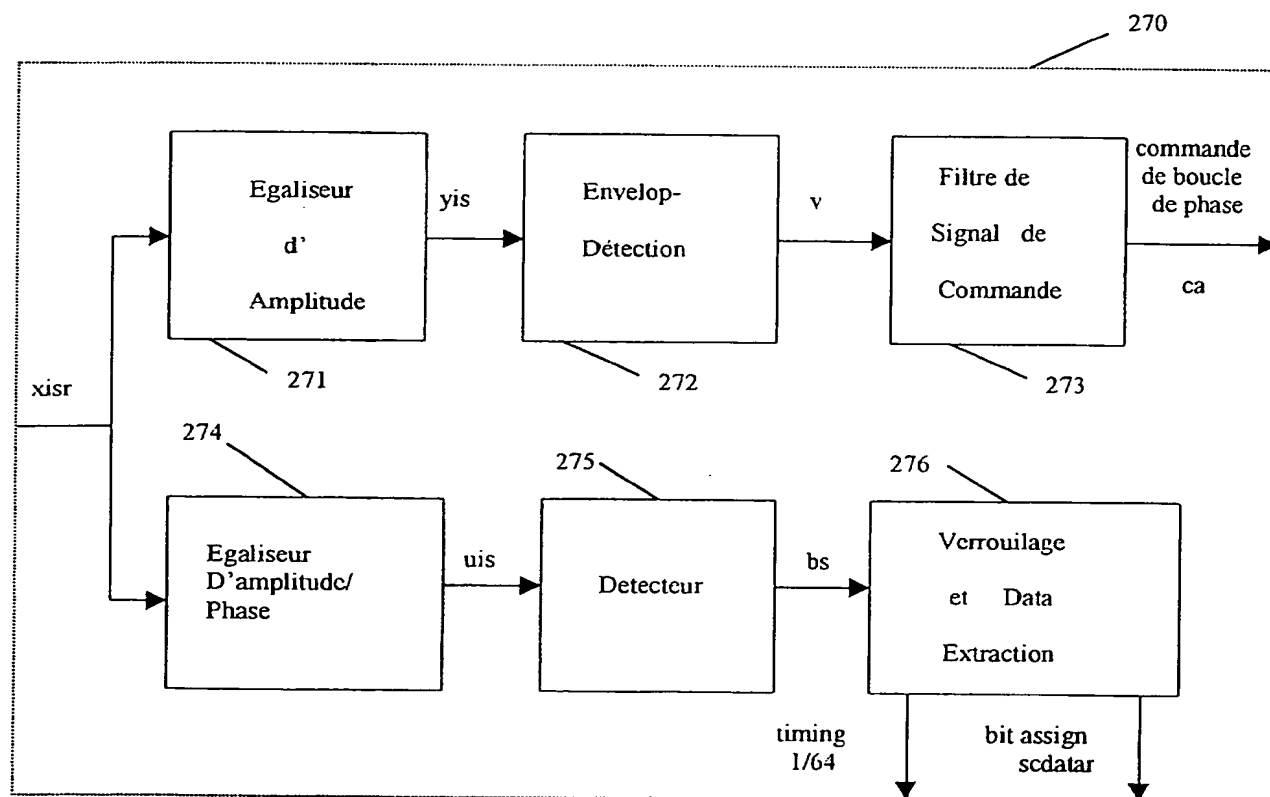 270
Egaliseur
d'
Amplitude
yis
Envelop-
Détection
v
Filtre de
Signal de
Commande
commande
de boucle
de phase
ca
271
272
273
xisr
274
275
276
Egaliseur
D'amplitude/
Phase
uis
Detecteur
bs
Verrouilage
et Data
Extraction
timing
1/64
bit assign
scdatar